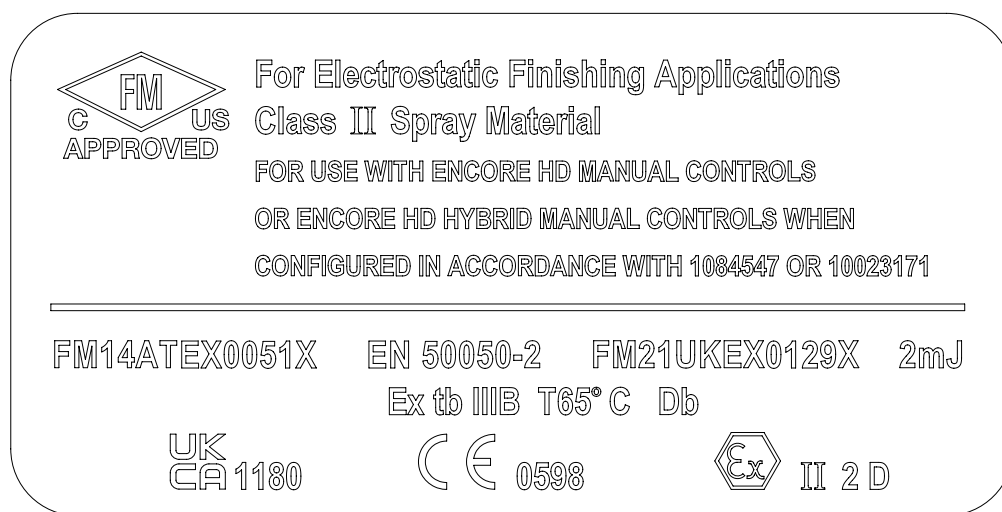 FM
C US
APPROVED
For Electrostatic Finishing Applications
Class II Spray Material
FOR USE WITH ENCORE HD MANUAL CONTROLS
OR ENCORE HD HYBRID MANUAL CONTROLS WHEN
CONFIGURED IN ACCORDANCE WITH 1084547 OR 10023171
FM14ATEX0051X EN 50050-2 FM21UKEX0129X 2mJ
Ex tb IIIB T65° C Db
UK
CA 1180 CE 0598 Ex II 2 D